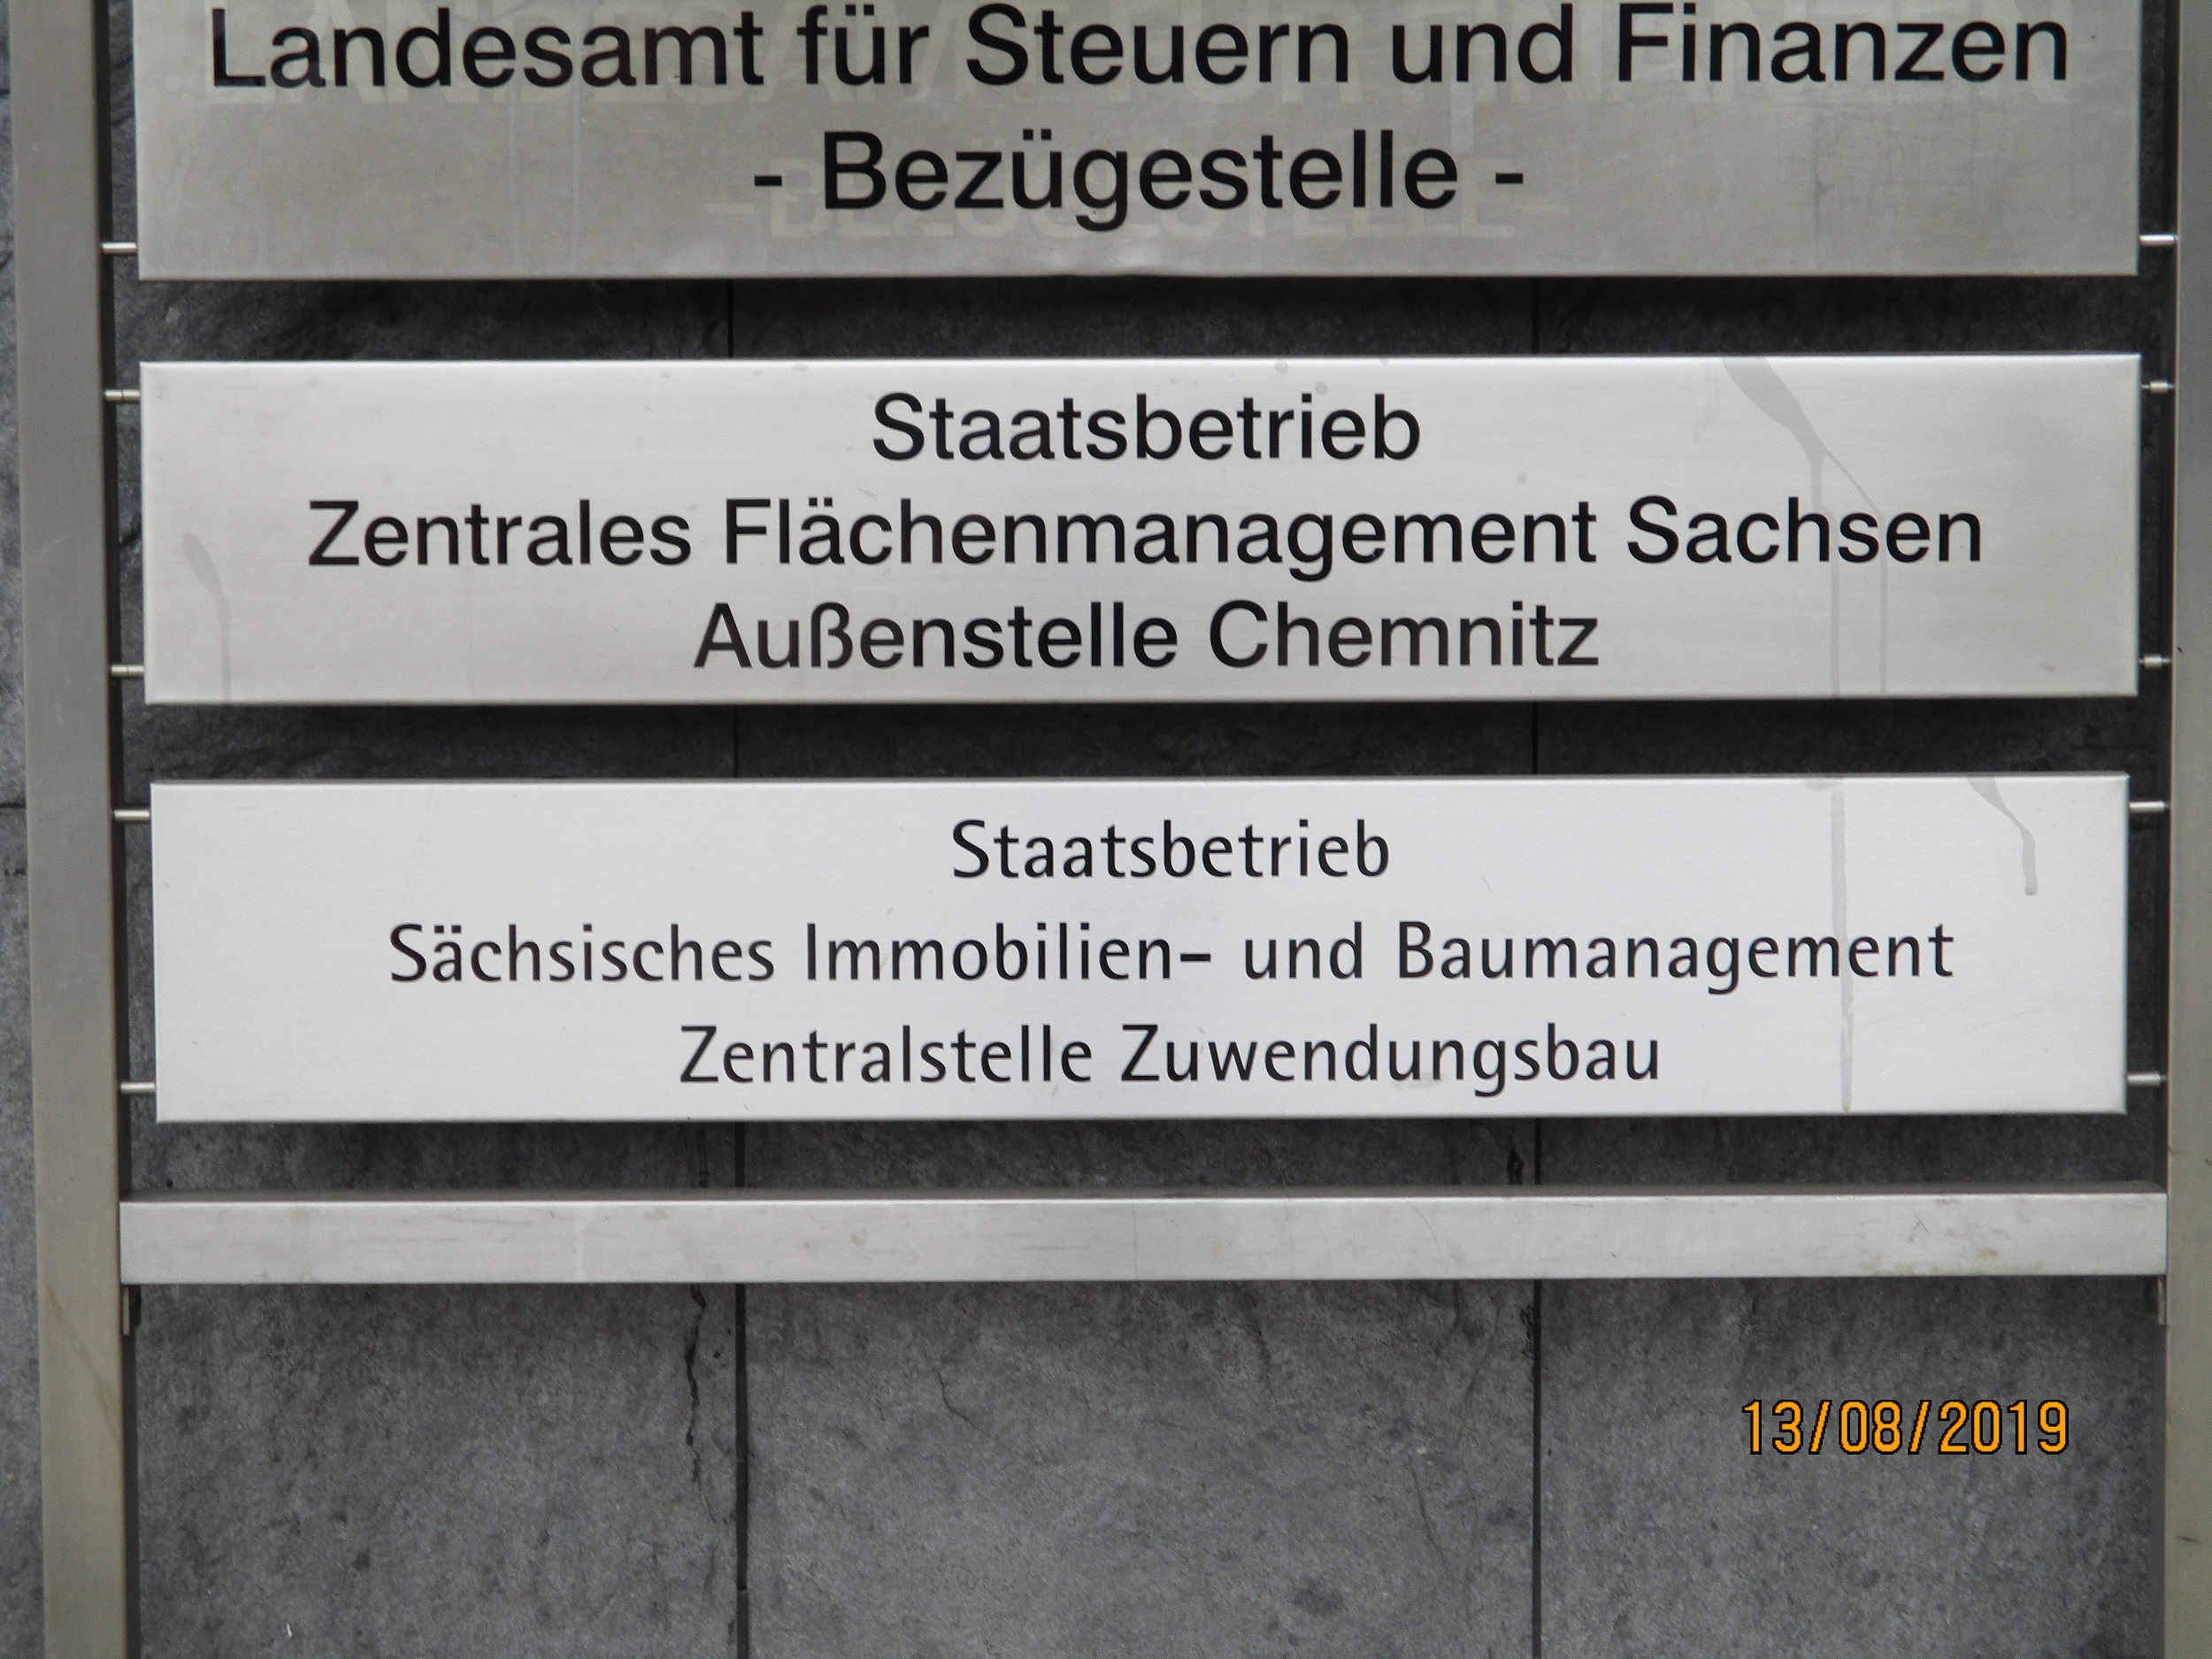 Landesamt für Steuern und Finanzen
- Bezügestelle -
Staatsbetrieb
Zentrales Flächenmanagement Sachsen
Außenstelle Chemnitz
Staatsbetrieb
Sächsisches Immobilien- und Baumanagement
Zentralstelle Zuwendungsbau
13/08/2019